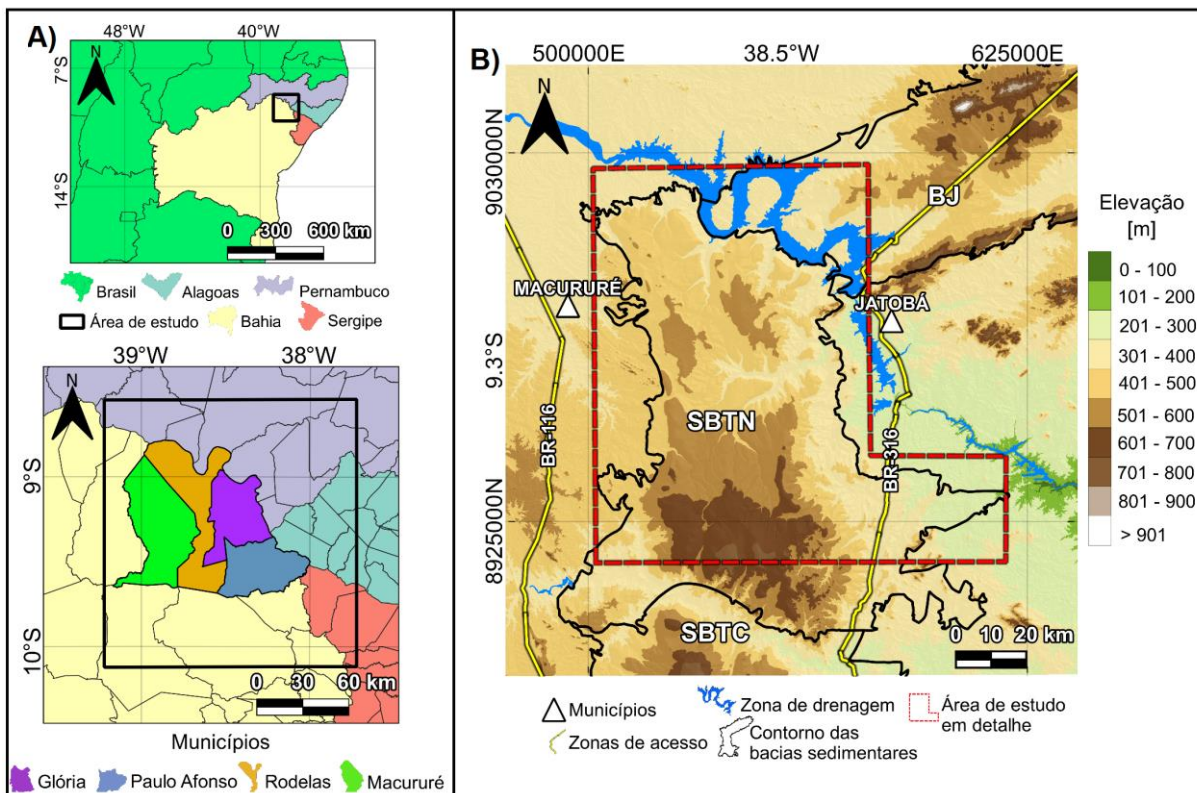 A)
48°W 40°W
N
7°S
14°S
0 300 600 km
Brasil Alagoas Pernambuco
Área de estudo Bahia Sergipe
39°W 38°W
N
9°S
10°S
0 30 60 km
Municípios
Glória Paulo Afonso Rodelas Macururé
B)
500000E 38.5°W 625000E
N
9030000N
BJ
MACURURÉ
JATOBÁ
9.3°S
SBTN
BR-116
BR-316
8925000N
SBTC
0 10 20 km
Elevação
[m]
0 - 100
101 - 200
201 - 300
301 - 400
401 - 500
501 - 600
601 - 700
701 - 800
801 - 900
> 901
Municípios Zona de drenagem Área de estudo
em detalhe
Zonas de acesso Contorno das
bacias sedimentares